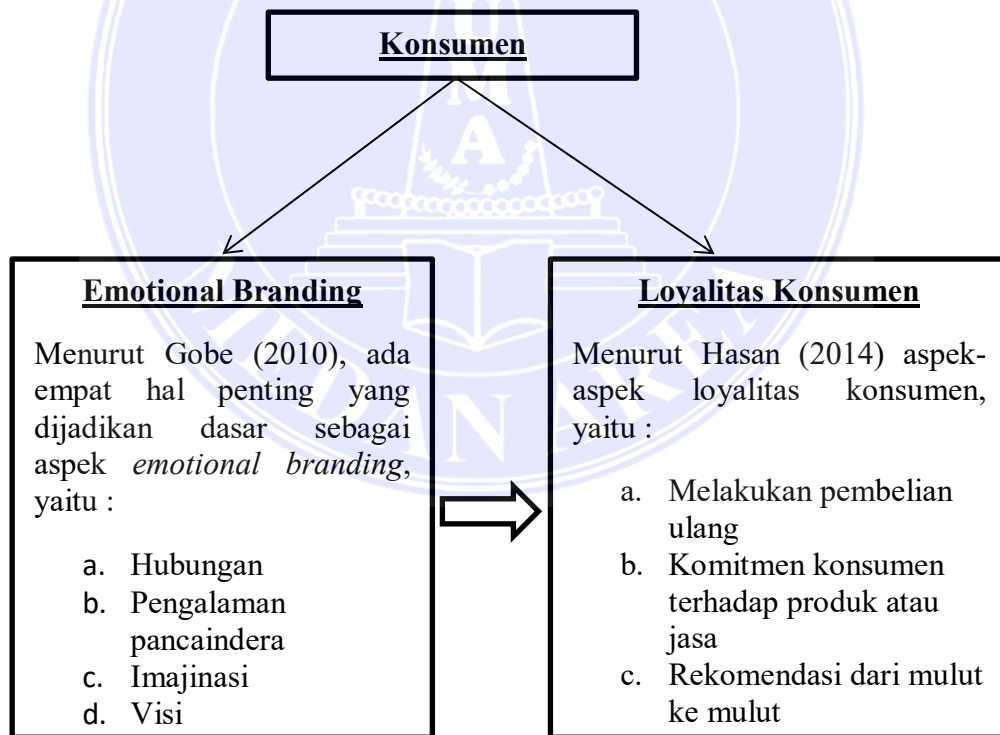 Konsumen
Emotional Branding
Menurut Gobe (2010), ada
empat hal penting yang
dijadikan dasar sebagai
aspek emotional branding,
yaitu :
a. Hubungan
b. Pengalaman
pancaindera
c. Imajinasi
d. Visi
Loyalitas Konsumen
Menurut Hasan (2014) aspek-
aspek loyalitas konsumen,
yaitu :
a. Melakukan pembelian
ulang
b. Komitmen konsumen
terhadap produk atau
jasa
c. Rekomendasi dari mulut
ke mulut
U
M
A
MEDAN AREA